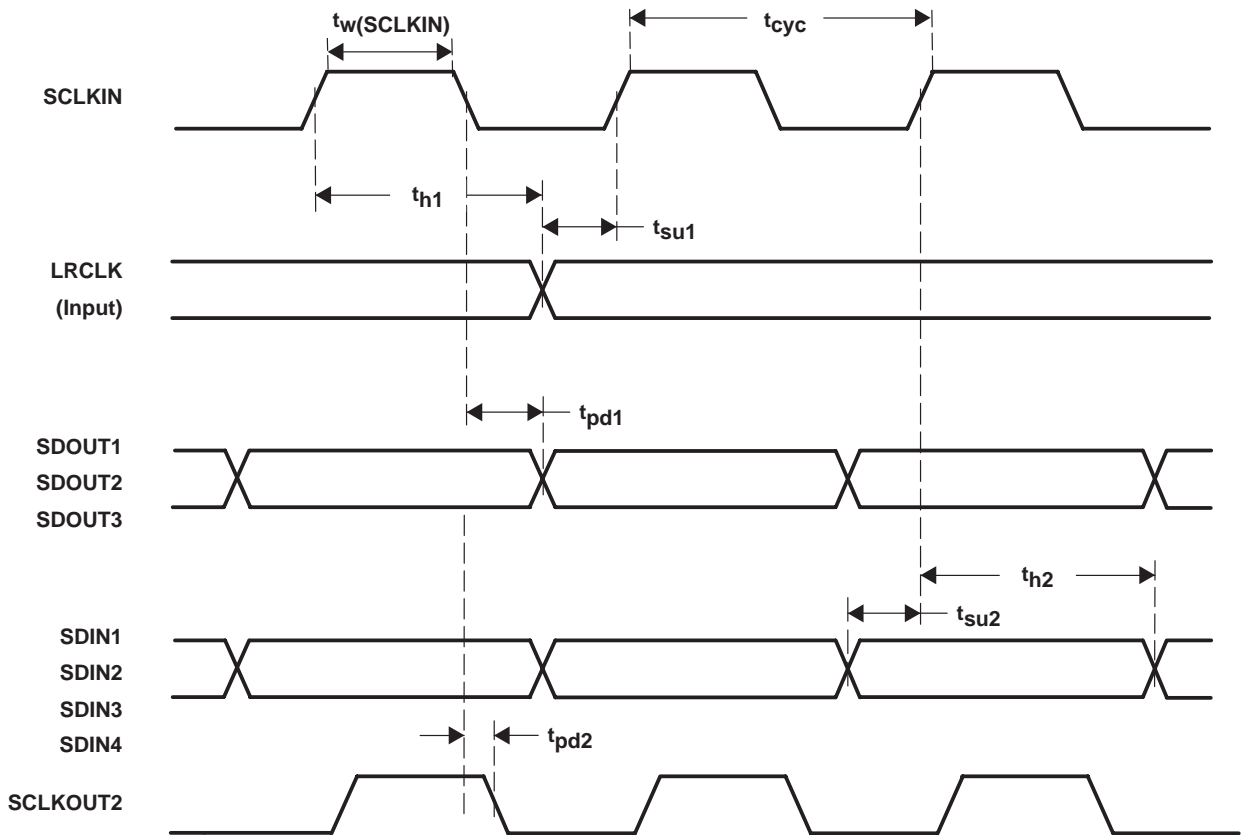 tw(SCLKIN)
tcyc
SCLKIN
th1
tsu1
LRCLK
(Input)
tpd1
SDOUT1
SDOUT2
SDOUT3
th2
tsu2
SDIN1
SDIN2
SDIN3
SDIN4
tpd2
SCLKOUT2